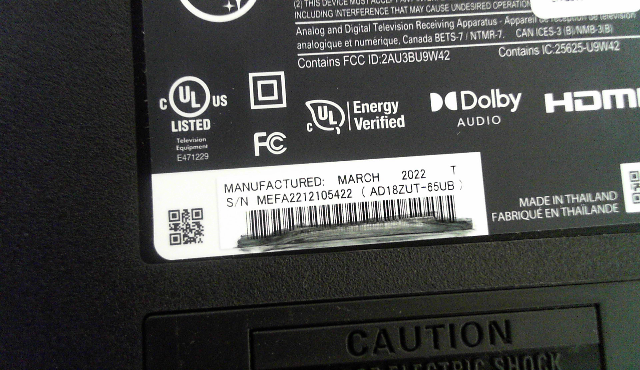 (2) THIS DEVICE MUST ACCEPT ANY
INCLUDING INTERFERENCE THAT MAY CAUSE UNDESIRED OPERATION
Analog and Digital Television Receiving Apparatus - Appareil de réception de télévision
analogique et numérique, Canada BETS-7 / NTMR-7. CAN ICES-3 (B)/NMB-3(B)
Contains FCC ID:2AU3BU9W42 Contains IC:25625-U9W42
C UL US
LISTED
Television
Equipment
E471229
FC
C UL Energy
Verified
Dolby
AUDIO
HDMI
MANUFACTURED: MARCH 2022 T
S/N MEFA2212105422 ( AD18ZUT-65UB )
MADE IN THAILAND
FABRIQUÉ EN THAÏLANDE
CAUTION
ELECTRIC SHOCK